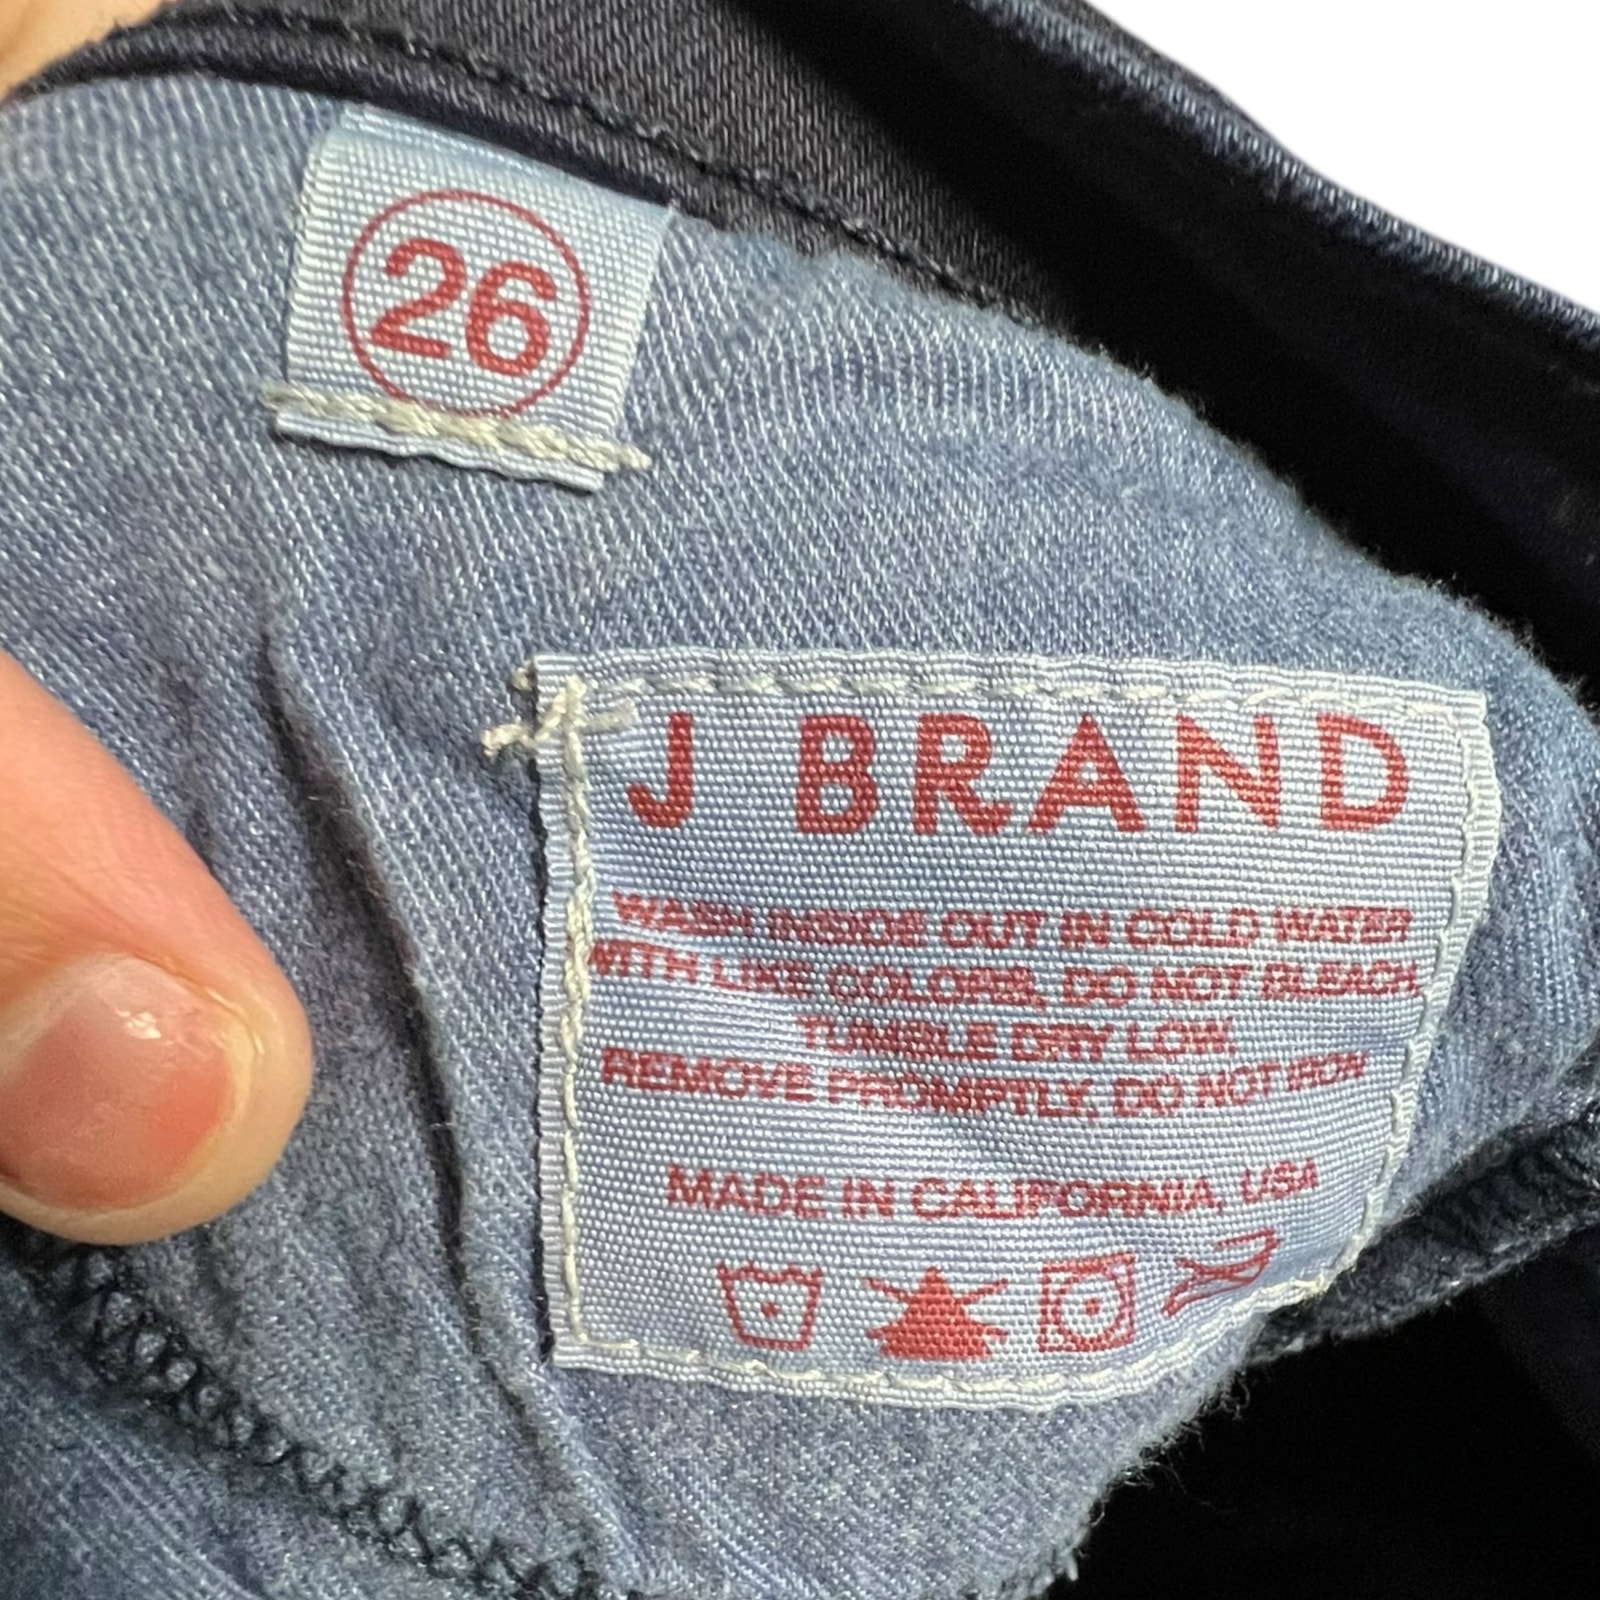 26
J BRAND
WASH INSIDE OUT IN COLD WATER
WITH LIKE COLORS, DO NOT BLEACH
TUMBLE DRY LOW,
REMOVE PROMPTLY, DO NOT IRON
MADE IN CALIFORNIA, USA